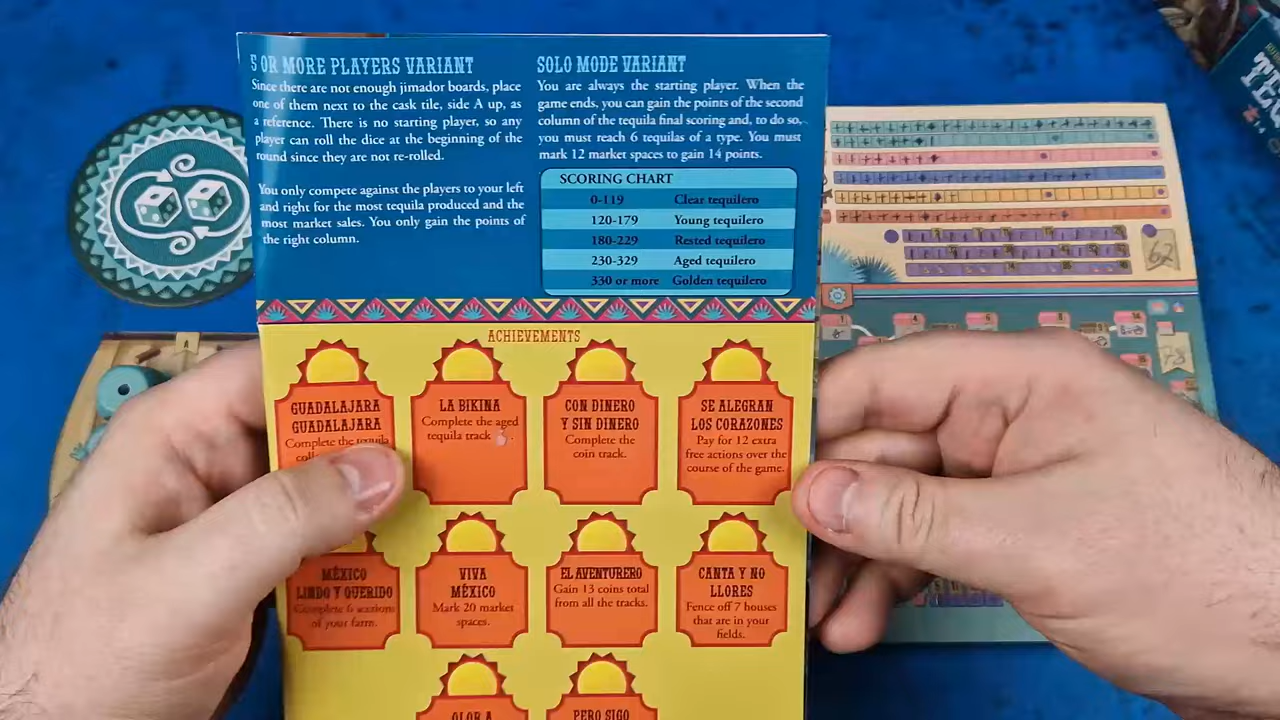 5 OR MORE PLAYERS VARIANT
Since there are not enough jimador boards, place
one of them next to the cask tile, side A up, as
a reference. There is no starting player, so any
player can roll the dice at the beginning of the
round since they are not re-rolled.
You only compete against the players to your left
and right for the most tequila produced and the
most market sales. You only gain the points of
the right column.
SOLO MODE VARIANT
You are always the starting player. When the
game ends, you can gain the points of the second
column of the tequila final scoring and, to do so,
you must reach 6 tequilas of a type. You must
mark 12 market spaces to gain 14 points.
SCORING CHART
0-119 Clear tequilero
120-179 Young tequilero
180-229 Rested tequilero
230-329 Aged tequilero
330 or more Golden tequilero
ACHIEVEMENTS
GUADALAJARA
GUADALAJARA
Complete the tequila
LA BIKINA
Complete the aged
tequila track .
CON DINERO
Y SIN DINERO
Complete the
coin track.
SE ALEGRAN
LOS CORAZONES
Pay for 12 extra
free actions over the
course of the game.
MÉXICO
LINDO Y QUERIDO
Complete 6 sections
of your farm.
VIVA
MÉXICO
Mark 20 market
spaces.
EL AVENTURERO
Gain 13 coins total
from all the tracks.
CANTA Y NO
LLORES
Fence off 7 houses
that are in your
fields.
OLOR A
PERO SIGO
62
78
A